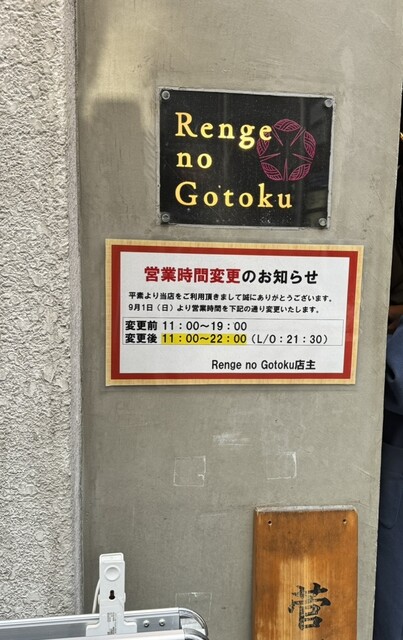 Renge
no
Gotoku
営業時間変更のお知らせ
平素より当店をご利用頂きまして誠にありがとうございます。
9月1日（日）より営業時間を下記の通り変更いたします。
変更前 11：00～19：00
変更後 11：00～22：00（L/O：21：30）
Renge no Gotoku店主
菅